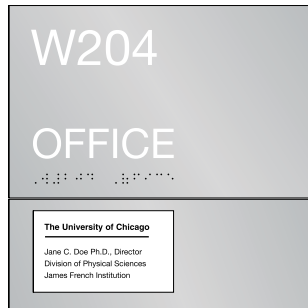 W204
OFFICE
The University of Chicago
Jane C. Doe Ph.D., Director
Division of Physical Sciences
James French Institution